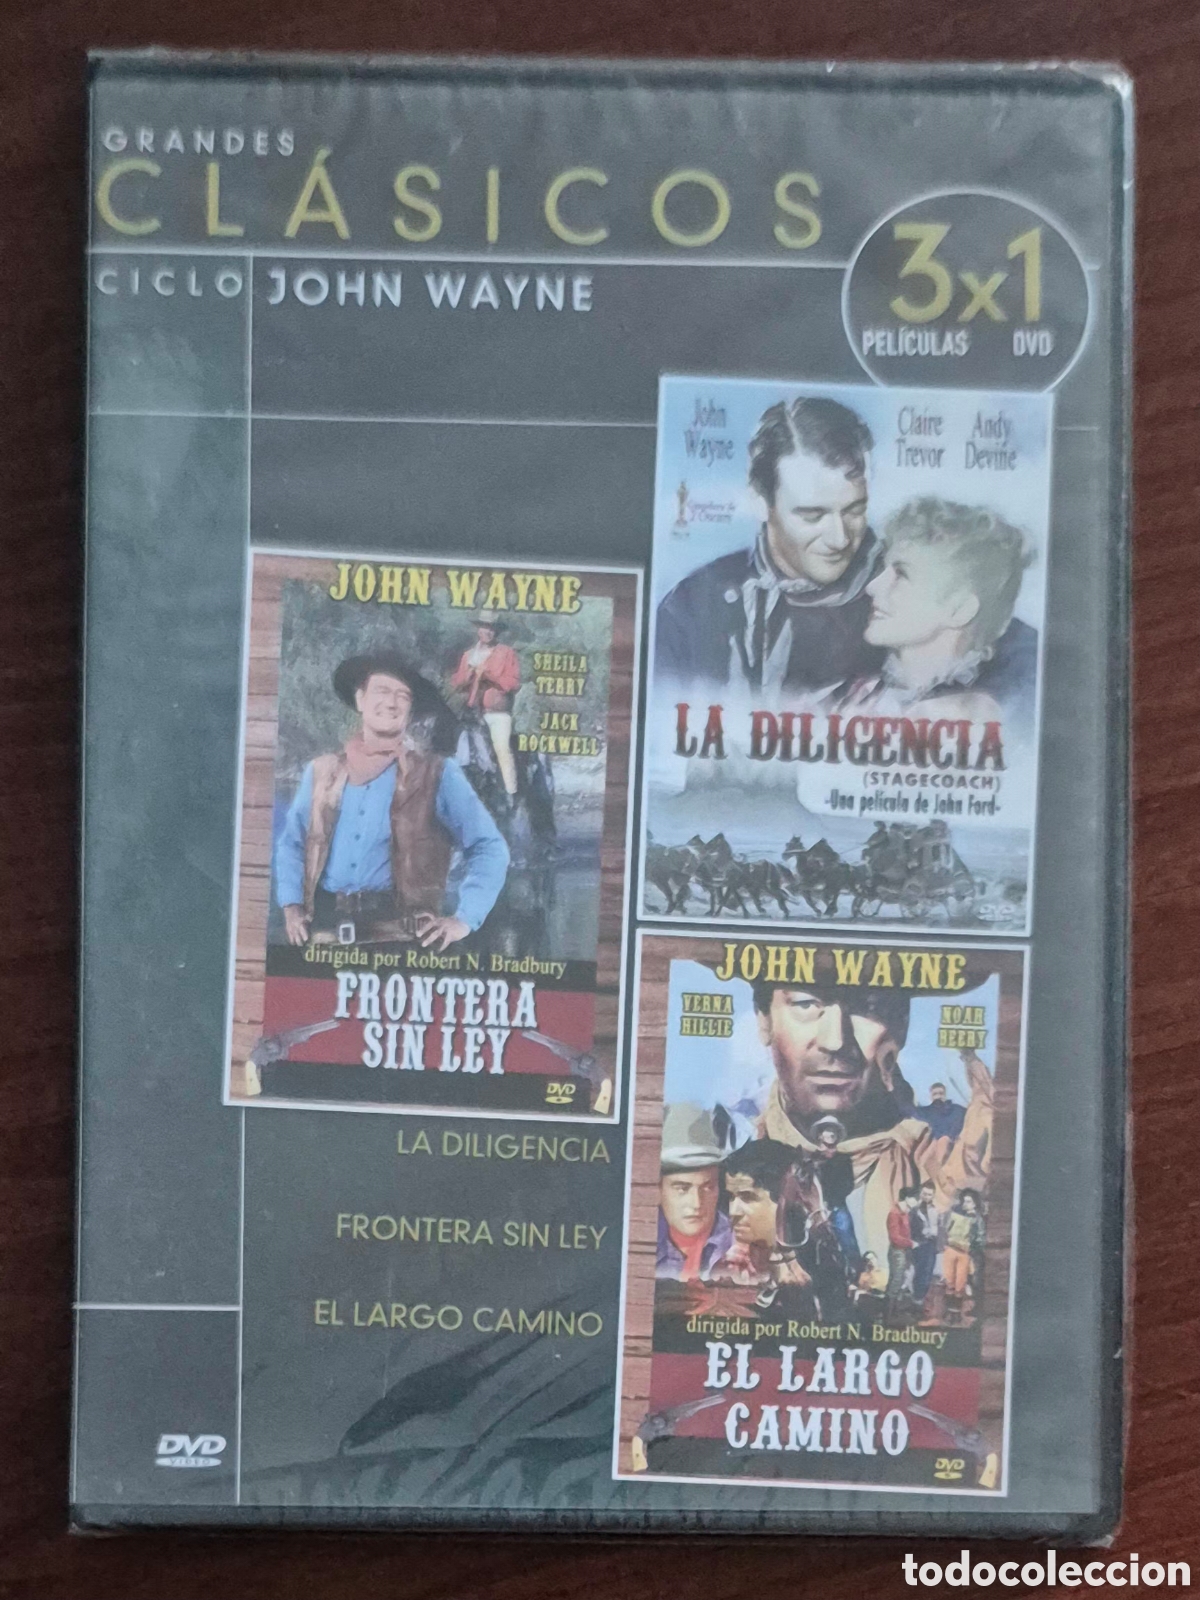 GRANDES
CLÁSICOS
CICLO JOHN WAYNE
3x1
PELÍCULAS DVD
John Wayne
Claire Trevor
Andy Devine
LA DILIGENCIA
(STAGECOACH)
-Una película de John Ford-
DVD
JOHN WAYNE
SHEILA
TERRY
JACK
ROCKWELL
dirigida por Robert N. Bradbury
FRONTERA
SIN LEY
DVD
JOHN WAYNE
VERNA
HILLIE
NOAH
BEERY
dirigida por Robert N. Bradbury
EL LARGO
CAMINO
DVD
LA DILIGENCIA
FRONTERA SIN LEY
EL LARGO CAMINO
DVD
VIDEO
todocoleccion